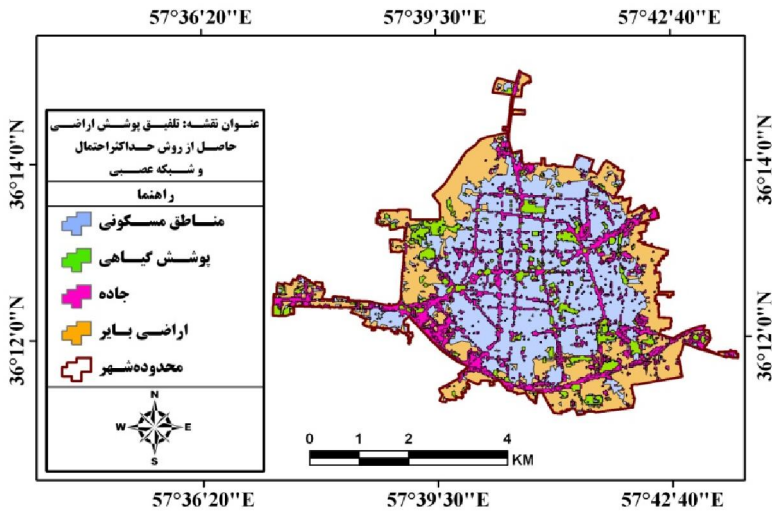 57°36'20"E 57°39'30"E 57°42'40"E
36°14'0"N 36°14'0"N
عنوان نقشه: تلفیق پوشش اراضی
حاصل از روش حداکثراحتمال
و شبکه عصبی
راهنما
مناطق مسکونی
پوشش گیاهی
جاده
اراضی بایر
محدوده شهر
36°12'0"N 36°12'0"N
N
W E
S
0 1 2 4
KM
57°36'20"E 57°39'30"E 57°42'40"E